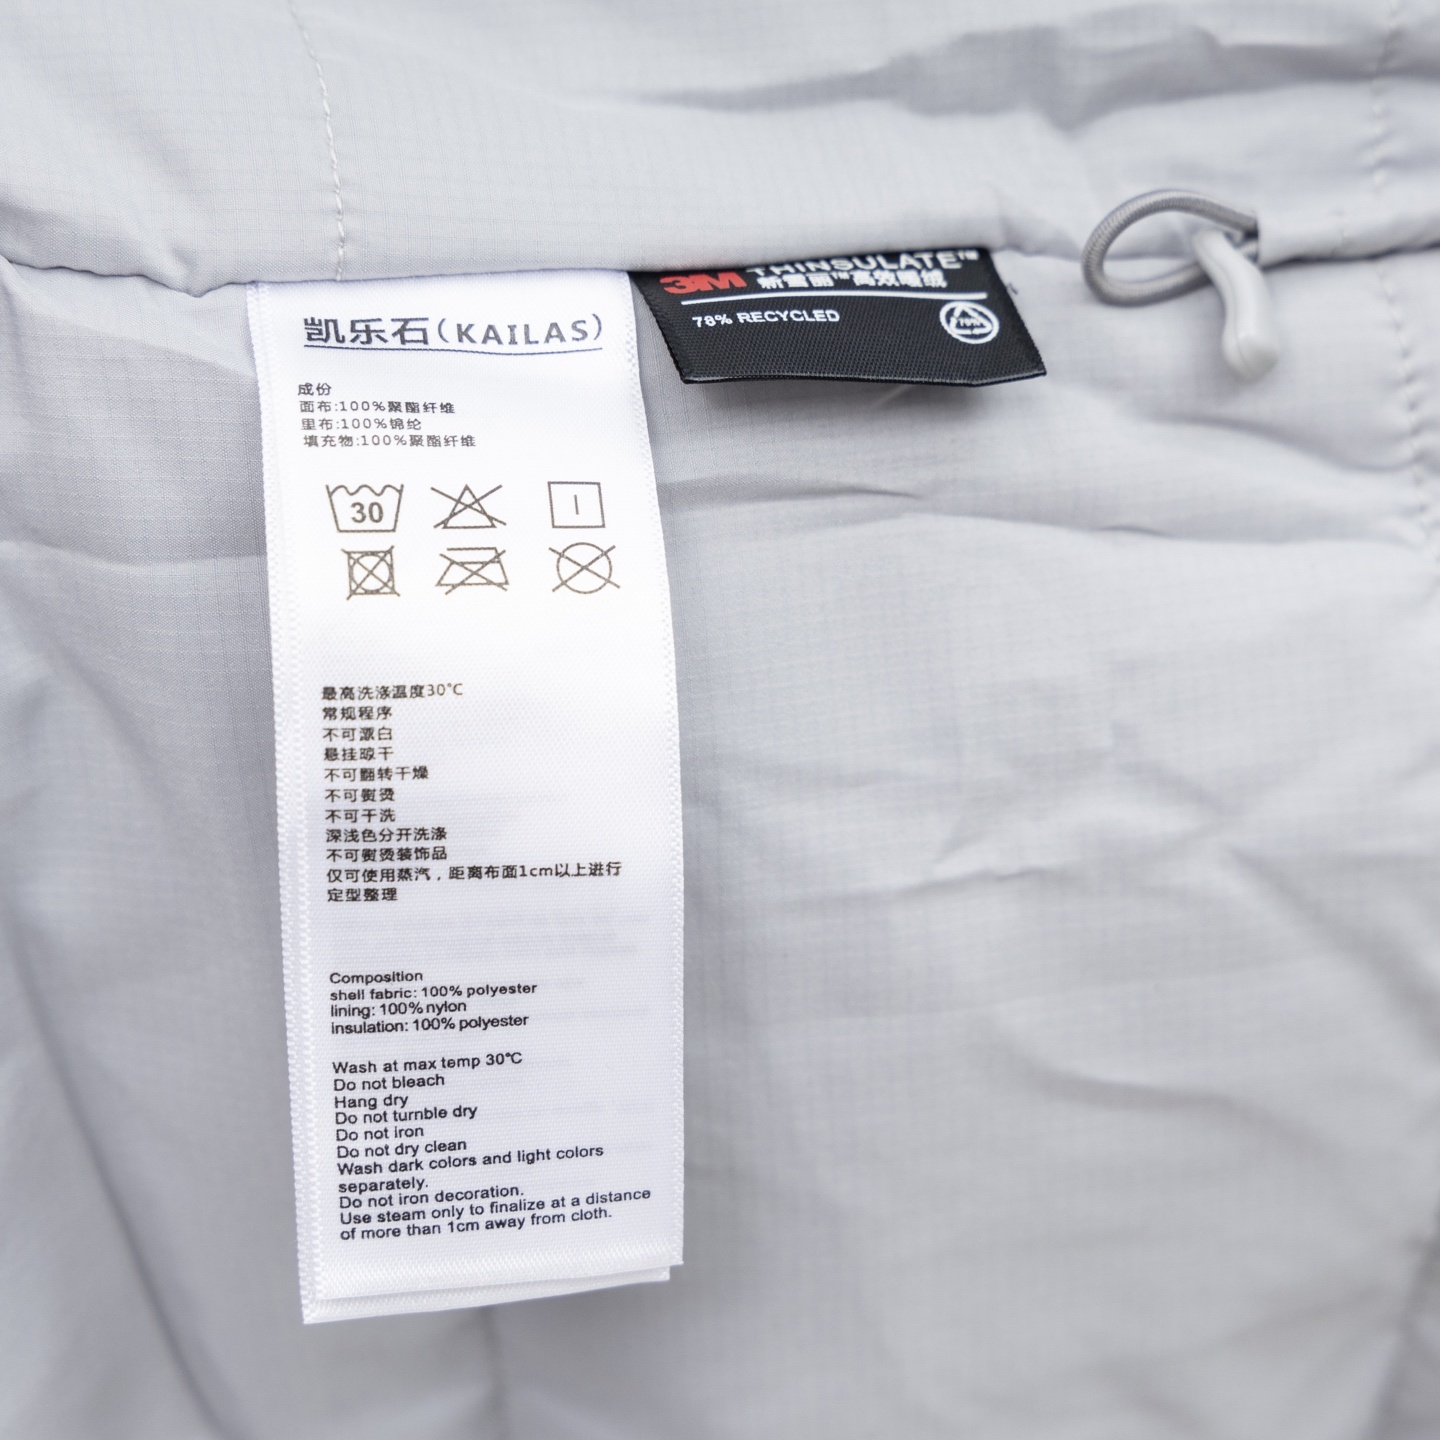 凯乐石(KAILAS)
成份
面布:100%聚酯纤维
里布:100%锦纶
填充物:100%聚酯纤维
30
最高洗涤温度30°C
常规程序
不可漂白
悬挂晾干
不可翻转干燥
不可熨烫
不可干洗
深浅色分开洗涤
不可熨烫装饰品
仅可使用蒸汽，距离布面1cm以上进行
定型整理
Composition
shell fabric: 100% polyester
lining: 100% nylon
insulation: 100% polyester
Wash at max temp 30°C
Do not bleach
Hang dry
Do not turnble dry
Do not iron
Do not dry clean
Wash dark colors and light colors
separately.
Do not iron decoration.
Use steam only to finalize at a distance
of more than 1cm away from cloth.
3M THINSULATE™
新雪丽™高效暖绒
78% RECYCLED